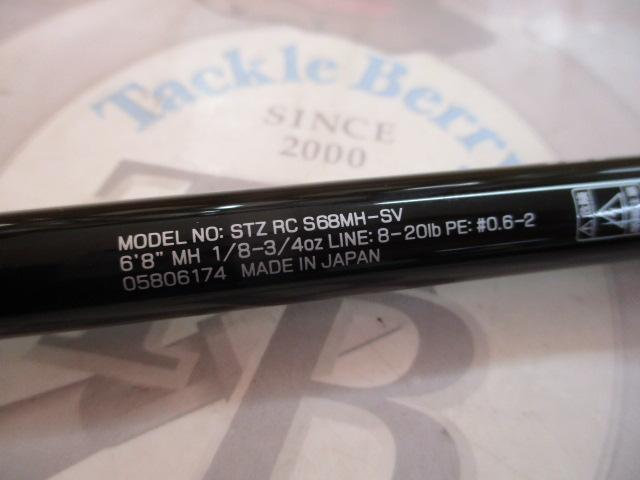 Tackle Berry
SINCE
2000
MODEL NO: STZ RC S68MH-SV
6'8" MH 1/8-3/4oz LINE: 8-20lb PE: #0.6-2
05806174 MADE IN JAPAN
B